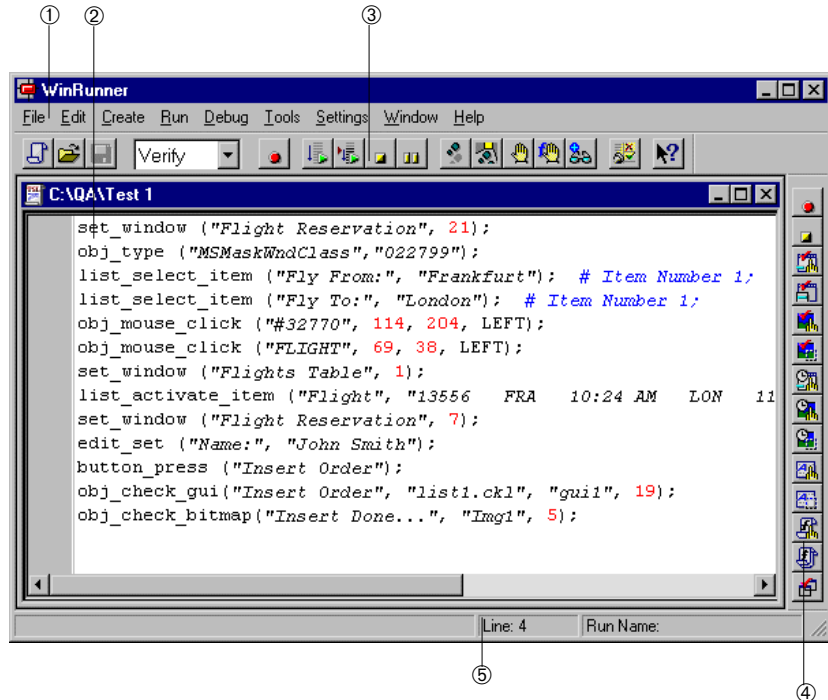 ① ② ③
WinRunner
File Edit Create Run Debug Tools Settings Window Help
Verify
C:\QA\Test 1
set_window ("Flight Reservation", 21);
obj_type ("MSMaskWndClass","022799");
list_select_item ("Fly From:", "Frankfurt");  # Item Number 1;
list_select_item ("Fly To:", "London");  # Item Number 1;
obj_mouse_click ("#32770", 114, 204, LEFT);
obj_mouse_click ("FLIGHT", 69, 38, LEFT);
set_window ("Flights Table", 1);
list_activate_item ("Flight", "13556   FRA   10:24 AM   LON   11
set_window ("Flight Reservation", 7);
edit_set ("Name:", "John Smith");
button_press ("Insert Order");
obj_check_gui("Insert Order", "list1.ckl", "gui1", 19);
obj_check_bitmap("Insert Done...", "Img1", 5);
Line: 4 Run Name:
⑤ ④